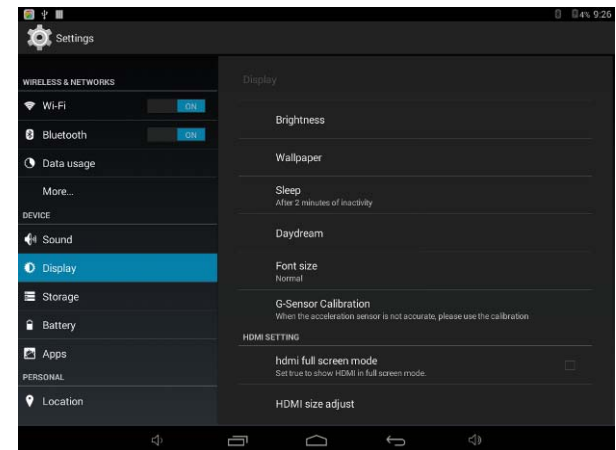 4% 9:26
Settings
WIRELESS & NETWORKS
Wi-Fi ON
Bluetooth ON
Data usage
More...
DEVICE
Sound
Display
Storage
Battery
Apps
PERSONAL
Location
Display
Brightness
Wallpaper
Sleep
After 2 minutes of inactivity
Daydream
Font size
Normal
G-Sensor Calibration
When the acceleration sensor is not accurate, please use the calibration
HDMI SETTING
hdmi full screen mode
Set true to show HDMI in full screen mode.
HDMI size adjust